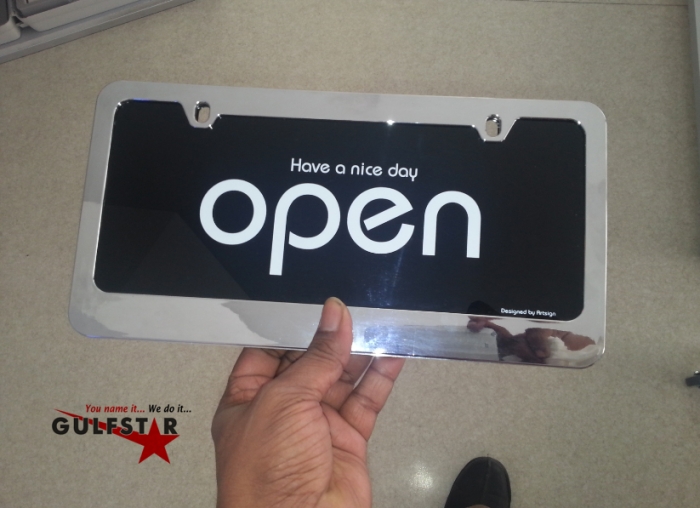 Have a nice day
open
Designed by Artsign
You name it... We do it...
GULFSTAR